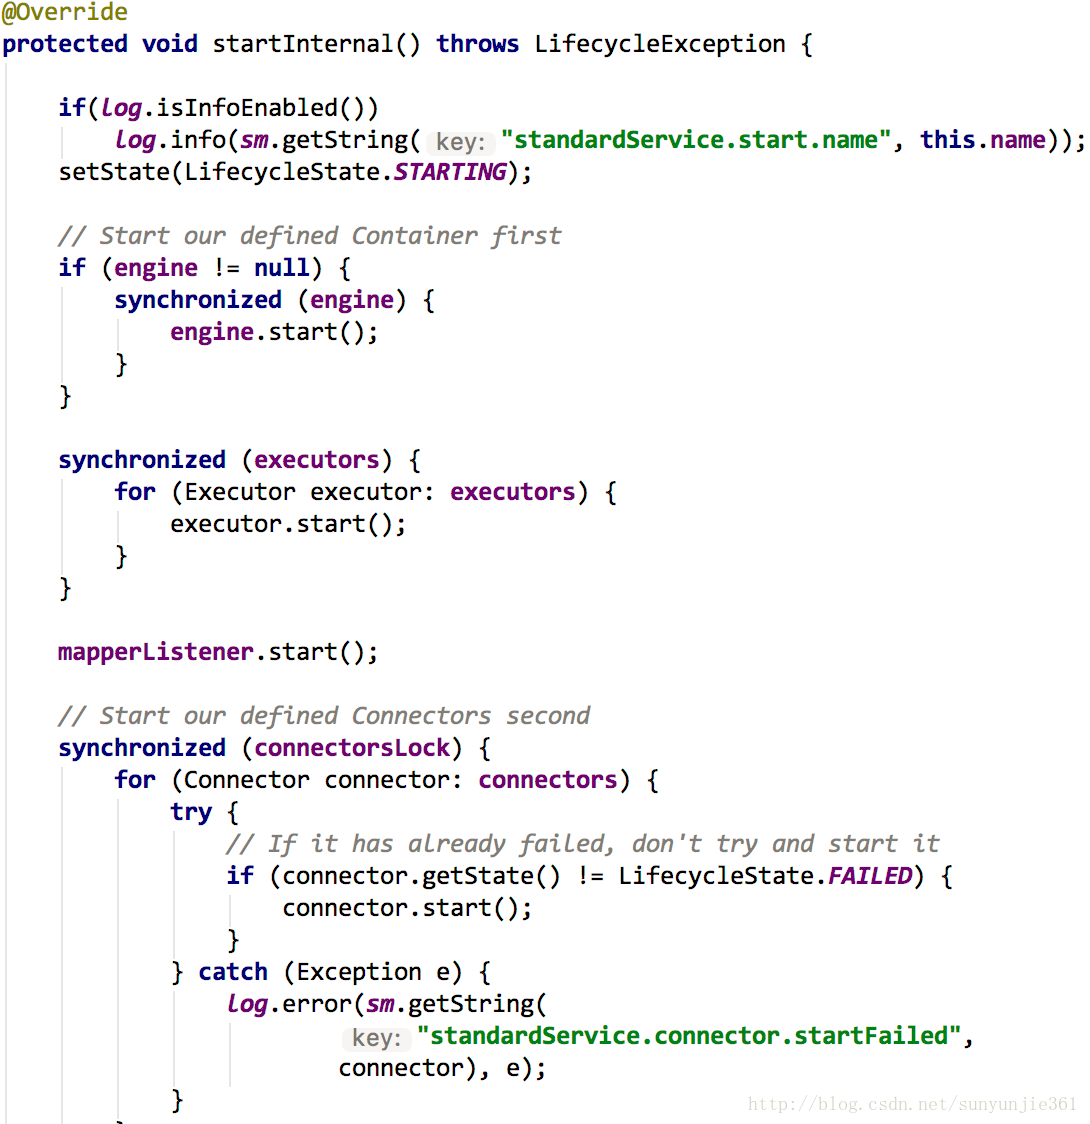 @Override
protected void startInternal() throws LifecycleException {
if(log.isInfoEnabled())
log.info(sm.getString( key: "standardService.start.name", this.name));
setState(LifecycleState.STARTING);
// Start our defined Container first
if (engine != null) {
synchronized (engine) {
engine.start();
}
}
synchronized (executors) {
for (Executor executor: executors) {
executor.start();
}
}
mapperListener.start();
// Start our defined Connectors second
synchronized (connectorsLock) {
for (Connector connector: connectors) {
try {
// If it has already failed, don't try and start it
if (connector.getState() != LifecycleState.FAILED) {
connector.start();
}
} catch (Exception e) {
log.error(sm.getString(
key: "standardService.connector.startFailed",
connector), e);
}
http://blog.csdn.net/sunyunjie361